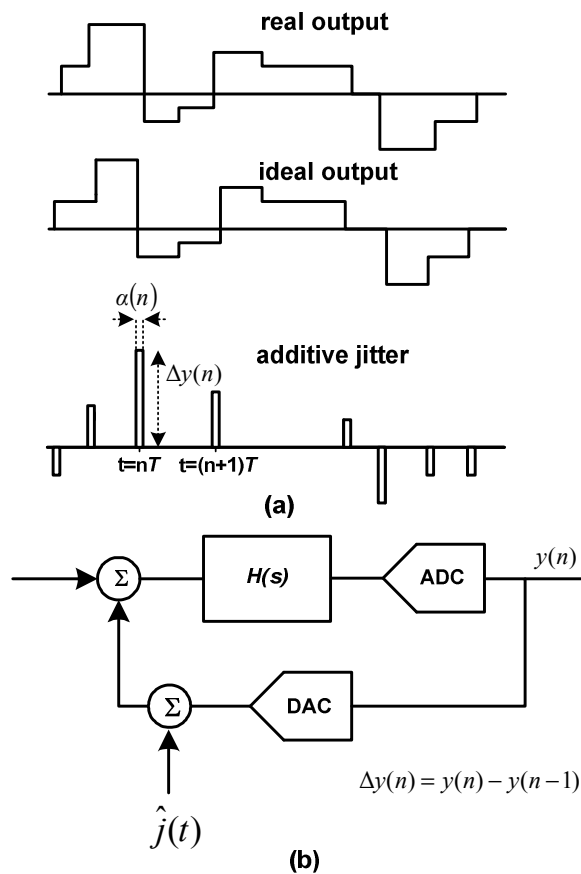 real output
ideal output
α(n)
additive jitter
Δy(n)
t=nT t=(n+1)T
(a)
Σ
H(s)
ADC
y(n)
Σ
DAC
Δy(n) = y(n) − y(n−1)
ĵ(t)
(b)